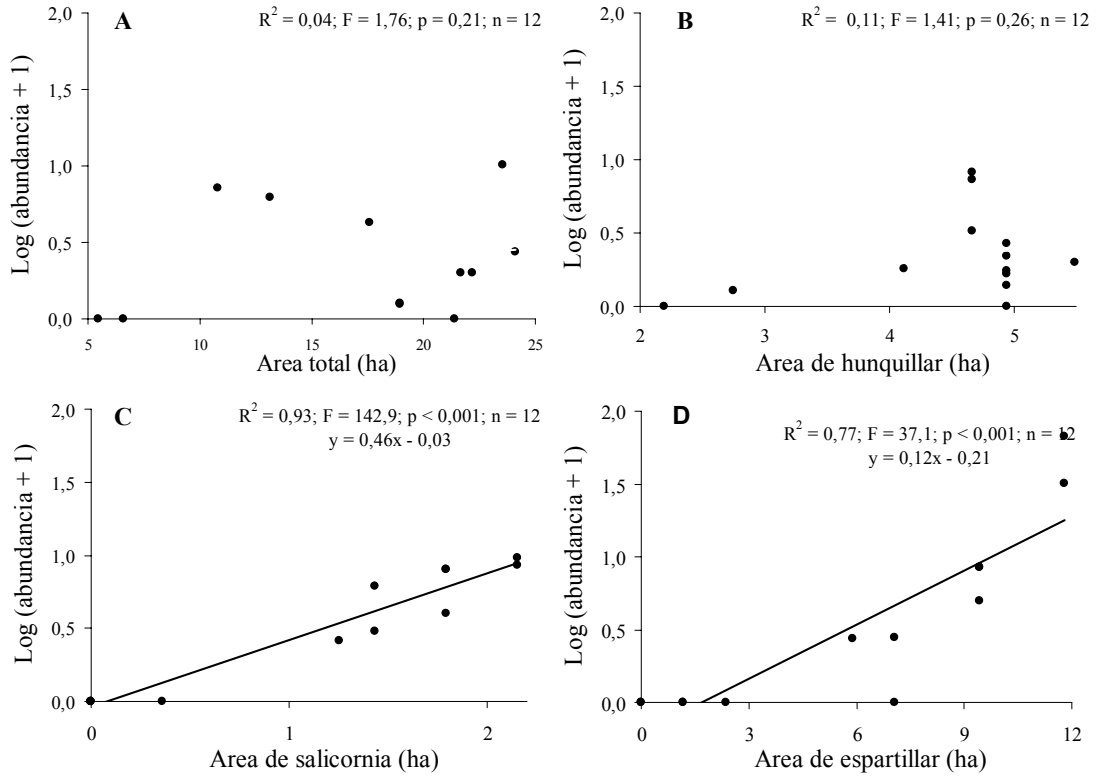 A
R² = 0,04; F = 1,76; p = 0,21; n = 12
2,0
1,5
1,0
0,5
0,0
Log (abundancia + 1)
5
10
15
20
25
Area total (ha)
B
R² = 0,11; F = 1,41; p = 0,26; n = 12
2,0
1,5
1,0
0,5
0,0
Log (abundancia + 1)
2
3
4
5
Area de hunquillar (ha)
C
R² = 0,93; F = 142,9; p < 0,001; n = 12
y = 0,46x - 0,03
2,0
1,5
1,0
0,5
0,0
Log (abundancia + 1)
0
1
2
Area de salicornia (ha)
D
R² = 0,77; F = 37,1; p < 0,001; n = 12
y = 0,12x - 0,21
2,0
1,5
1,0
0,5
0,0
Log (abundancia + 1)
0
3
6
9
12
Area de espartillar (ha)